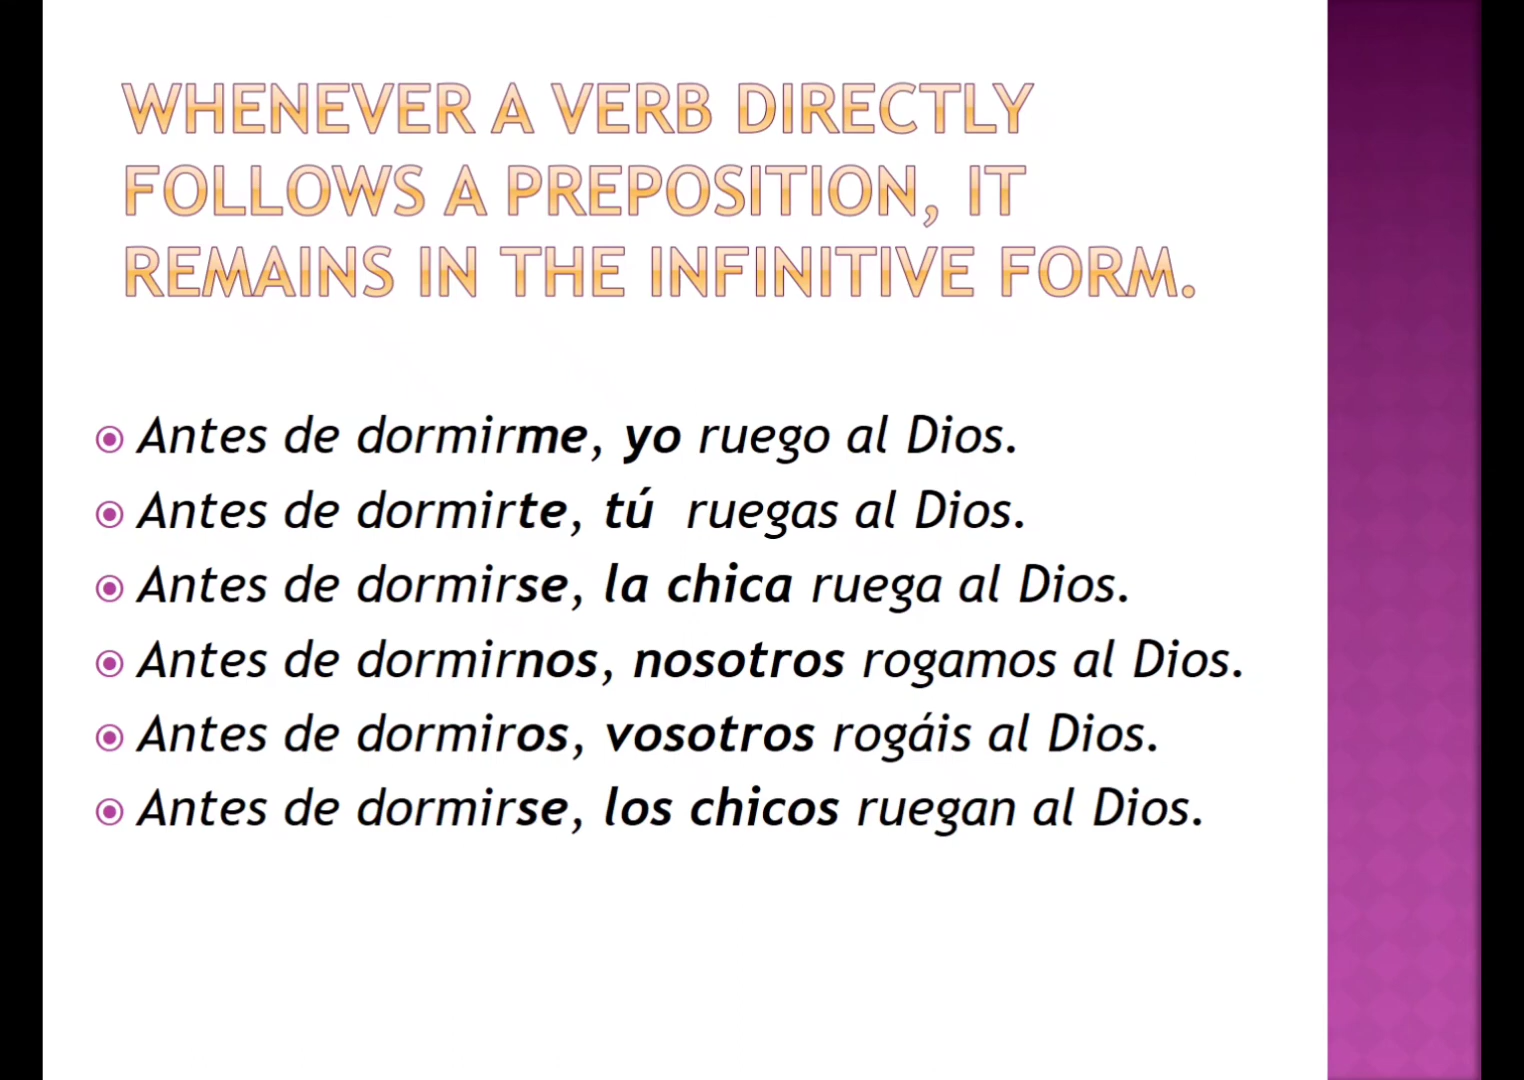 WHENEVER A VERB DIRECTLY
FOLLOWS A PREPOSITION, IT
REMAINS IN THE INFINITIVE FORM.
Antes de dormirme, yo ruego al Dios.
Antes de dormirte, tú ruegas al Dios.
Antes de dormirse, la chica ruega al Dios.
Antes de dormirnos, nosotros rogamos al Dios.
Antes de dormiros, vosotros rogáis al Dios.
Antes de dormirse, los chicos ruegan al Dios.